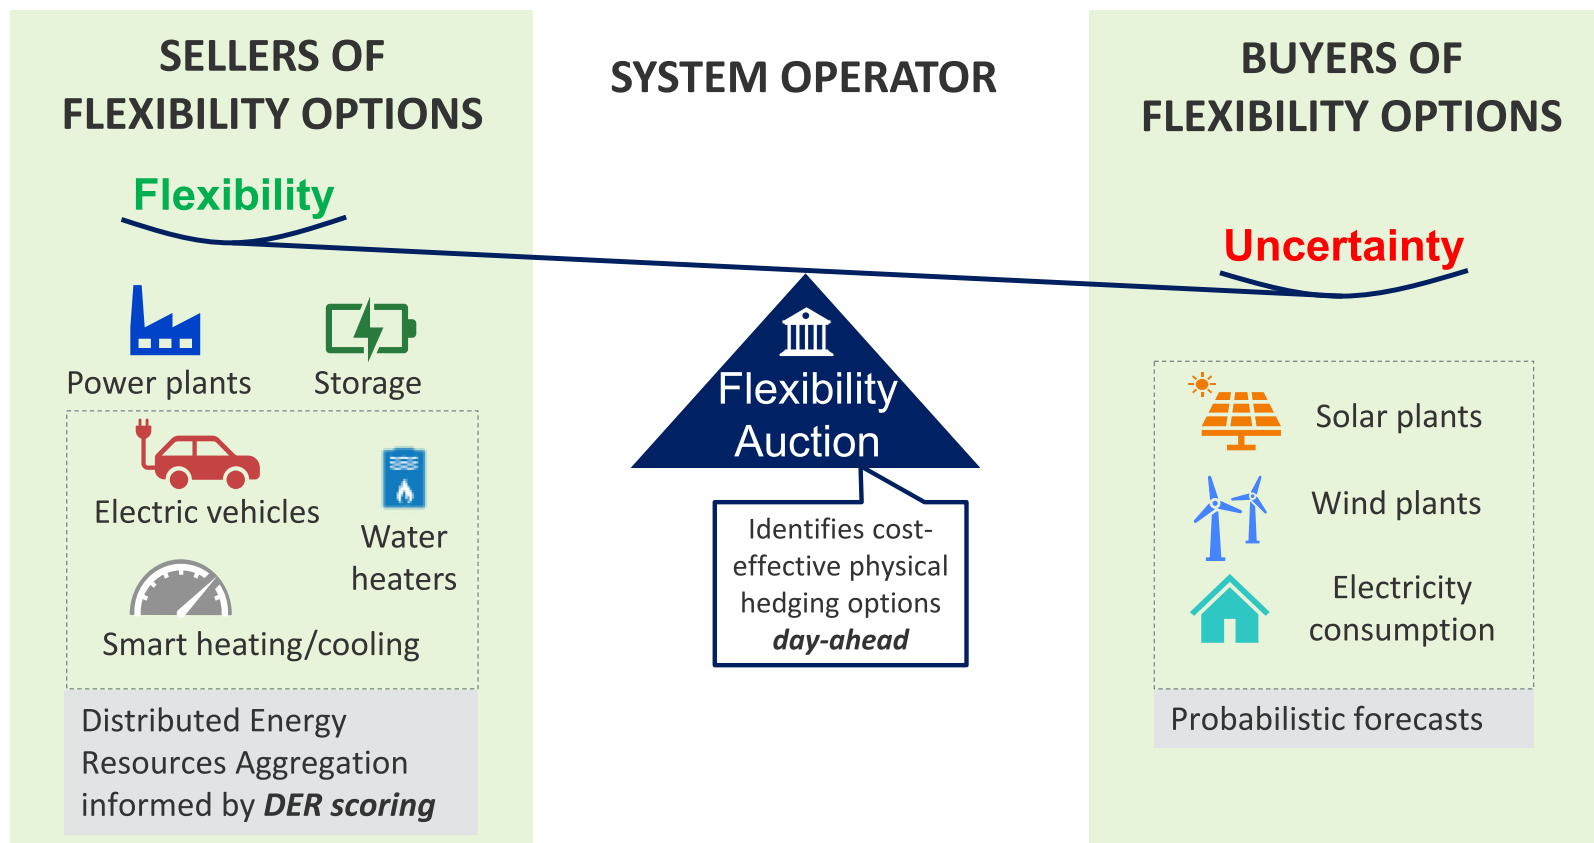 SELLERS OF
FLEXIBILITY OPTIONS
Flexibility
Power plants
Storage
Electric vehicles
Water
heaters
Smart heating/cooling
Distributed Energy
Resources Aggregation
informed by DER scoring
SYSTEM OPERATOR
Flexibility
Auction
Identifies cost-
effective physical
hedging options
day-ahead
BUYERS OF
FLEXIBILITY OPTIONS
Uncertainty
Solar plants
Wind plants
Electricity
consumption
Probabilistic forecasts